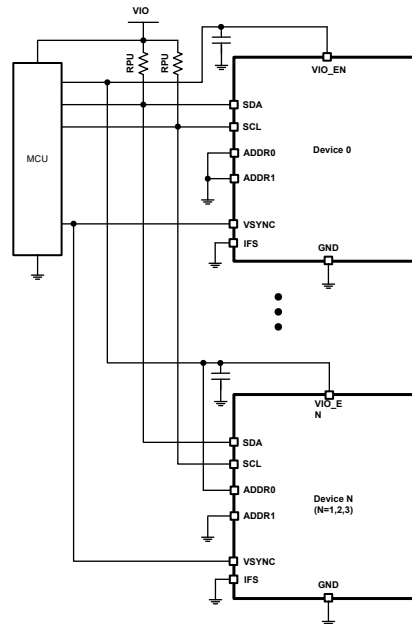 VIO
RPU
RPU
VIO_EN
MCU
SDA
SCL
ADDR0
Device 0
ADDR1
VSYNC
IFS
GND
VIO_E
N
SDA
SCL
ADDR0
Device N
(N=1,2,3)
ADDR1
VSYNC
IFS
GND